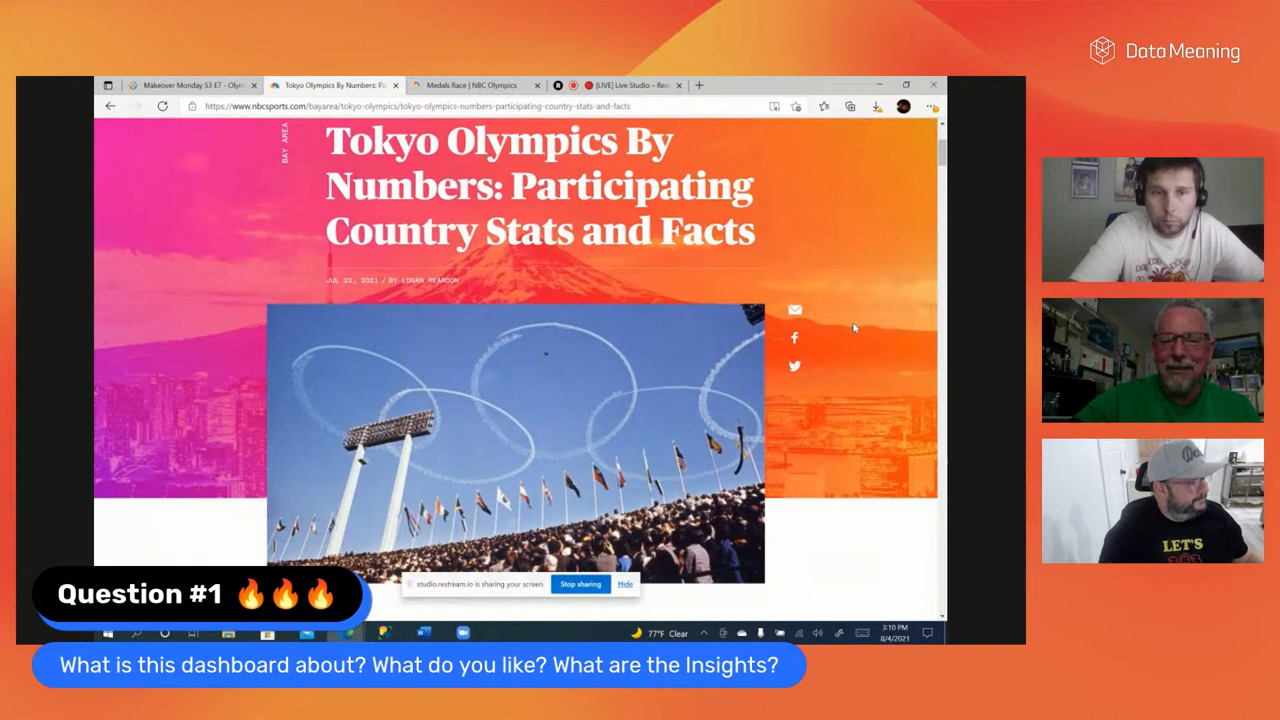 DataMeaning
Makeover Monday S3 E7 - Olym
Tokyo Olympics By Numbers: Pa
Medals Race | NBC Olympics
[LIVE] Live Studio – Res
https://www.nbcsports.com/bayarea/tokyo-olympics/tokyo-olympics-numbers-participating-country-stats-and-facts
BAY AREA
Tokyo Olympics By
Numbers: Participating
Country Stats and Facts
JUL 22, 2021 / BY LOGAN REARDON
studio.restream.io is sharing your screen.
Stop sharing
Hide
Question #1 🔥🔥🔥
77°F Clear
3:10 PM
8/4/2021
What is this dashboard about? What do you like? What are the Insights?
LET'S